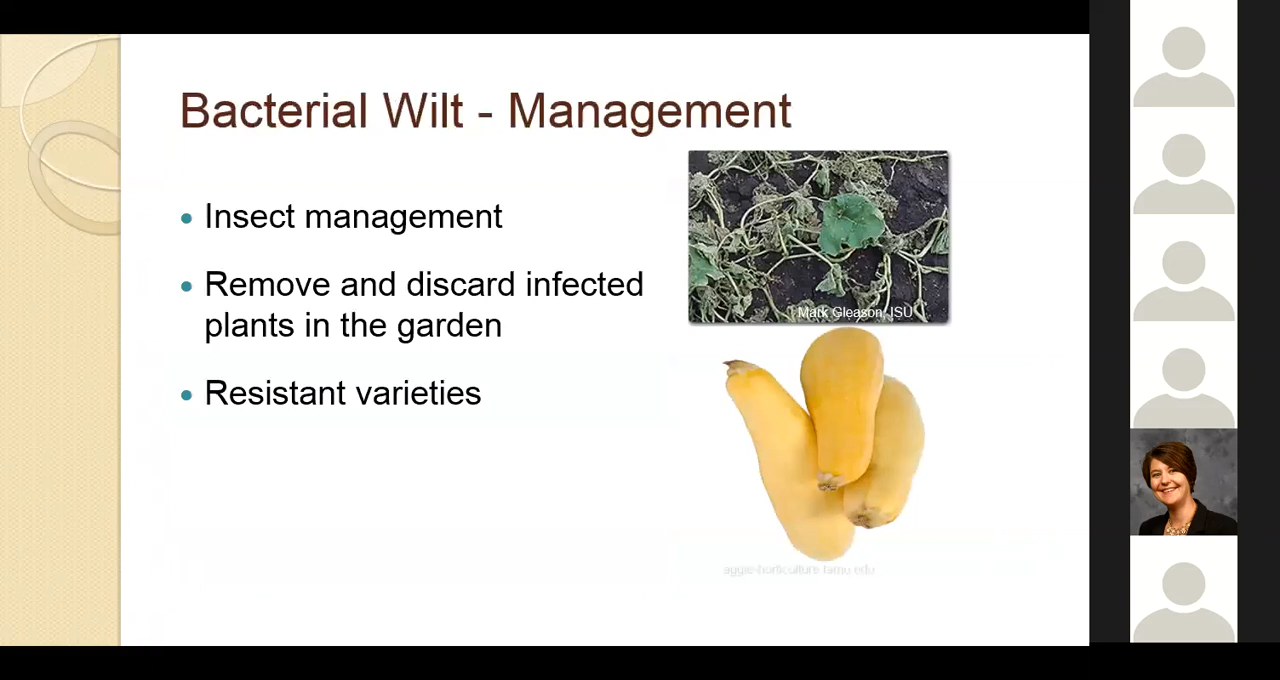 Bacterial Wilt - Management
Insect management
Remove and discard infected
plants in the garden
Resistant varieties
Mark Gleason, ISU
aggie-horticulture tamu edu